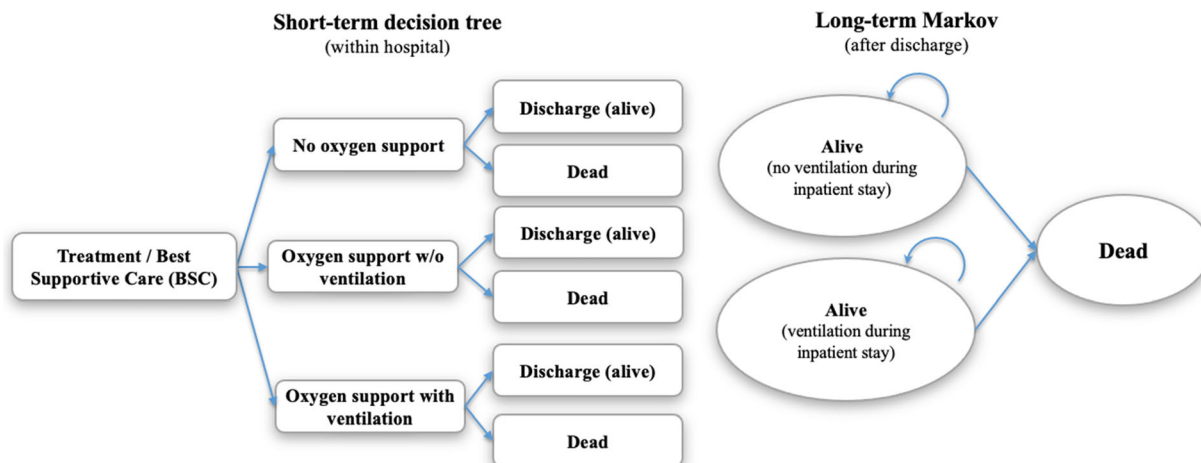 Short-term decision tree
(within hospital)
No oxygen support
Discharge (alive)
Dead
Treatment / Best
Supportive Care (BSC)
Oxygen support w/o
ventilation
Discharge (alive)
Dead
Oxygen support with
ventilation
Discharge (alive)
Dead
Long-term Markov
(after discharge)
Alive
(no ventilation during
inpatient stay)
Alive
(ventilation during
inpatient stay)
Dead